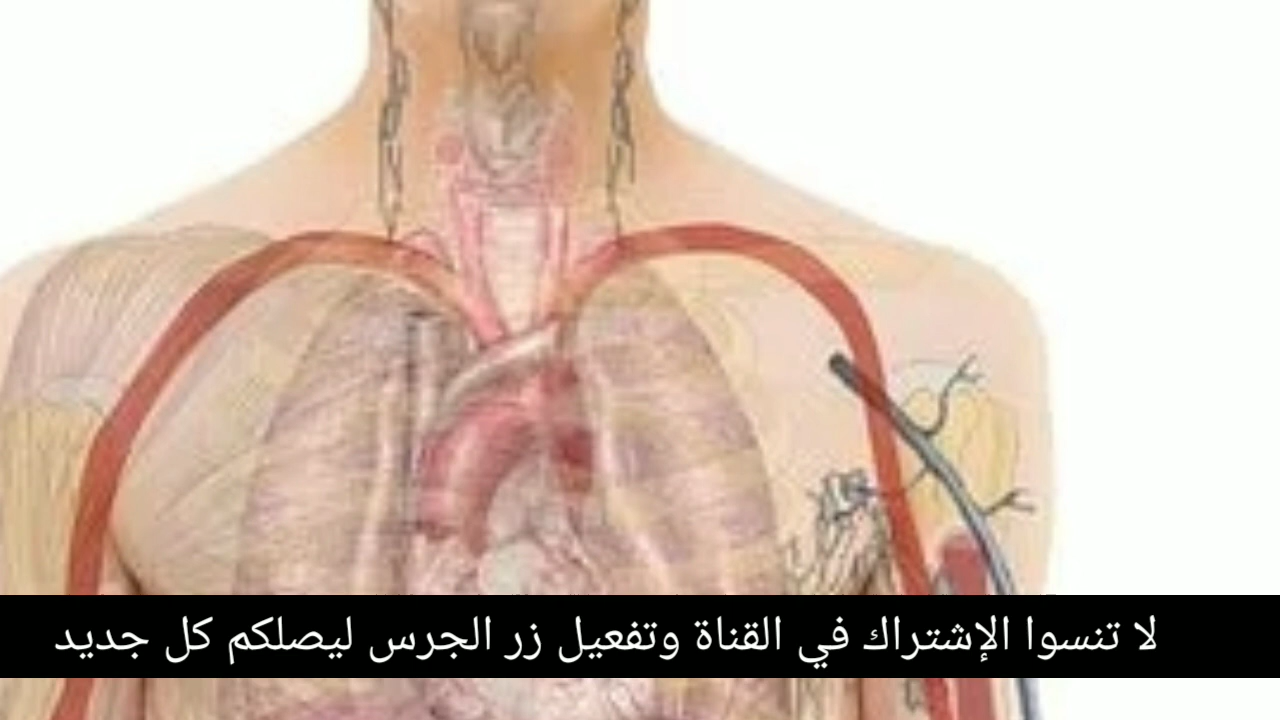 لا تنسوا الإشتراك في القناة وتفعيل زر الجرس ليصلكم كل جديد